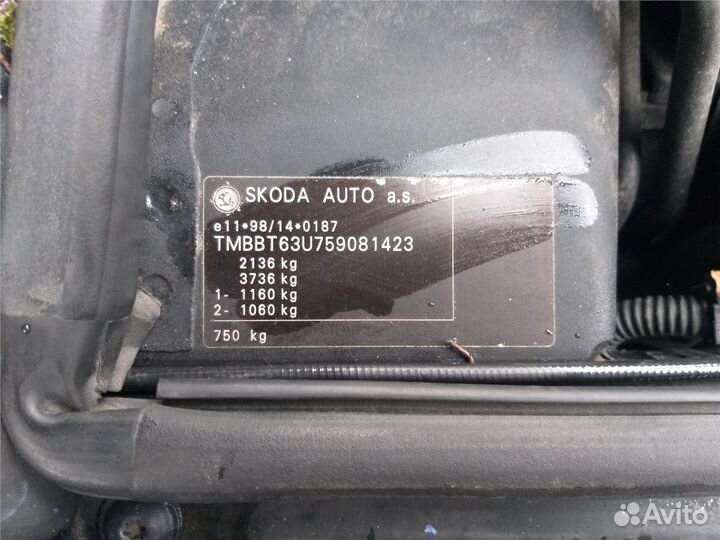 SKODA AUTO a.s.
e11*98/14*0187
TMBBT63U759081423
2136 kg
3736 kg
1- 1160 kg
2- 1060 kg
750 kg
Avito